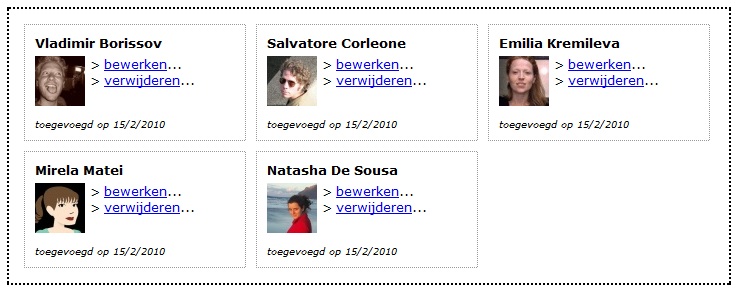 Vladimir Borissov
> bewerken...
> verwijderen...
toegevoegd op 15/2/2010
Salvatore Corleone
> bewerken...
> verwijderen...
toegevoegd op 15/2/2010
Emilia Kremileva
> bewerken...
> verwijderen...
toegevoegd op 15/2/2010
Mirela Matei
> bewerken...
> verwijderen...
toegevoegd op 15/2/2010
Natasha De Sousa
> bewerken...
> verwijderen...
toegevoegd op 15/2/2010